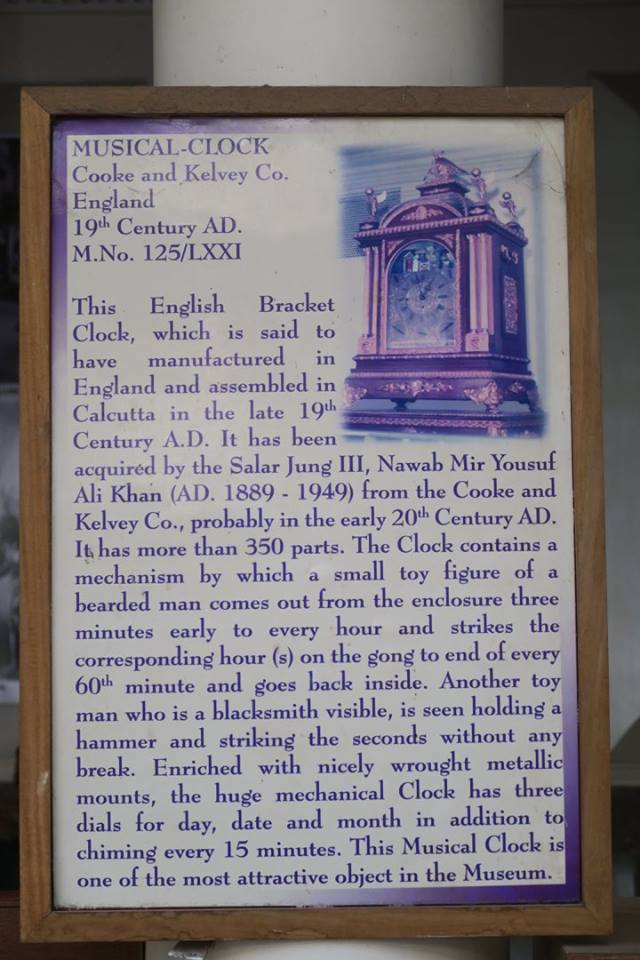 MUSICAL-CLOCK
Cooke and Kelvey Co.
England
19th Century AD.
M.No. 125/LXXI
This English Bracket
Clock, which is said to
have manufactured in
England and assembled in
Calcutta in the late 19th
Century A.D. It has been
acquired by the Salar Jung III, Nawab Mir Yousuf
Ali Khan (AD. 1889 - 1949) from the Cooke and
Kelvey Co., probably in the early 20th Century AD.
It has more than 350 parts. The Clock contains a
mechanism by which a small toy figure of a
bearded man comes out from the enclosure three
minutes early to every hour and strikes the
corresponding hour (s) on the gong to end of every
60th minute and goes back inside. Another toy
man who is a blacksmith visible, is seen holding a
hammer and striking the seconds without any
break. Enriched with nicely wrought metallic
mounts, the huge mechanical Clock has three
dials for day, date and month in addition to
chiming every 15 minutes. This Musical Clock is
one of the most attractive object in the Museum.